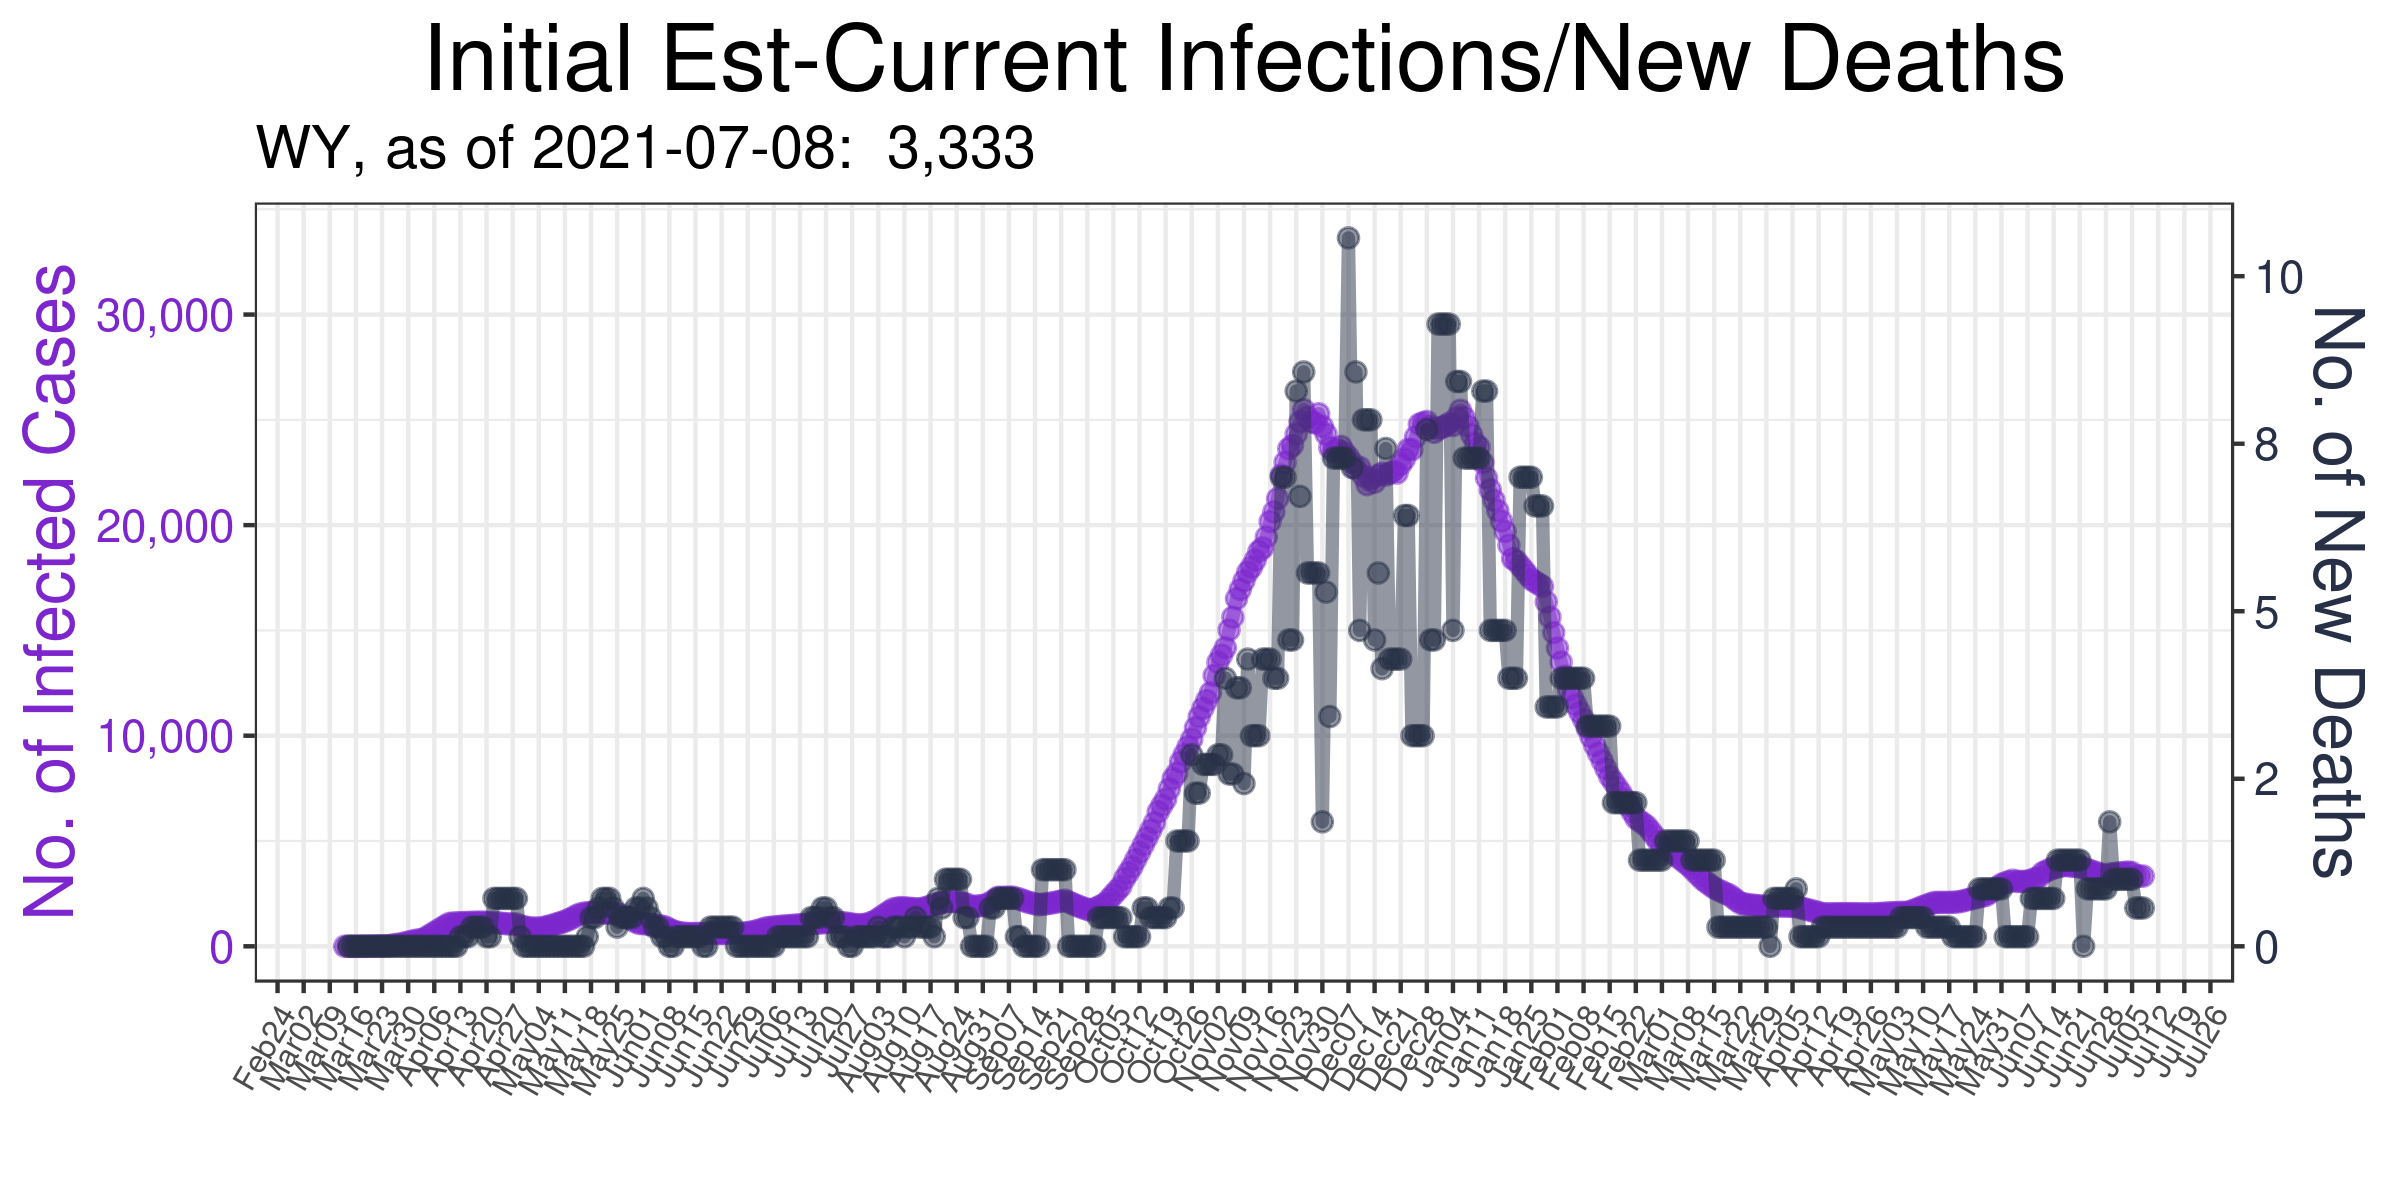 Initial Est-Current Infections/New Deaths
WY, as of 2021-07-08:  3,333
No. of Infected Cases
30,000
20,000
10,000
0
10
8
5
2
0
No. of New Deaths
Feb24
Mar02
Mar09
Mar16
Mar23
Mar30
Apr06
Apr13
Apr20
Apr27
May04
May11
May18
May25
Jun01
Jun08
Jun15
Jun22
Jun29
Jul06
Jul13
Jul20
Jul27
Aug03
Aug10
Aug17
Aug24
Aug31
Sep07
Sep14
Sep21
Sep28
Oct05
Oct12
Oct19
Oct26
Nov02
Nov09
Nov16
Nov23
Nov30
Dec07
Dec14
Dec21
Dec28
Jan04
Jan11
Jan18
Jan25
Feb01
Feb08
Feb15
Feb22
Mar01
Mar08
Mar15
Mar22
Mar29
Apr05
Apr12
Apr19
Apr26
May03
May10
May17
May24
May31
Jun07
Jun14
Jun21
Jun28
Jul05
Jul12
Jul19
Jul26